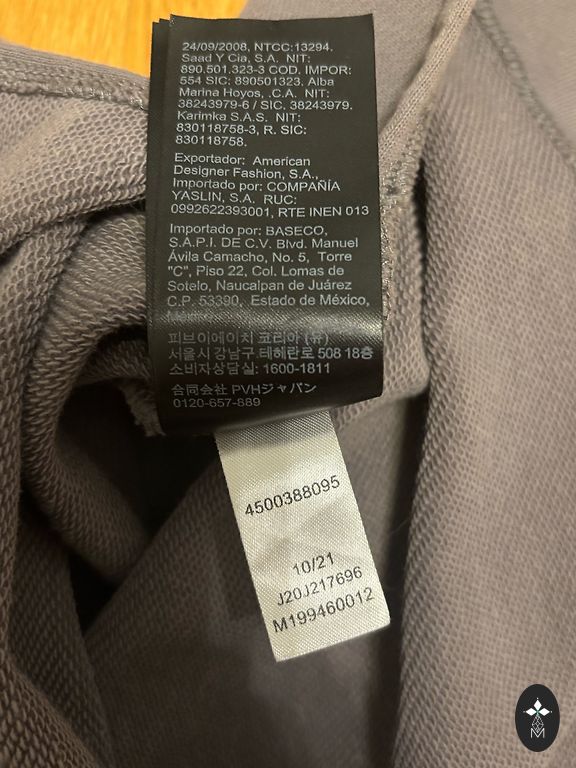 24/09/2008, NTCC:13294.
Saad Y Cia, S.A. NIT:
890.501.323-3 COD. IMPOR:
554 SIC: 890501323. Alba
Marina Hoyos, .C.A. NIT:
38243979-6 / SIC. 38243979.
Karimka S.A.S. NIT:
830118758-3, R. SIC:
830118758.
Exportador: American
Designer Fashion, S.A.,
Importado por: COMPAÑÍA
YASLIN, S.A. RUC:
0992622393001, RTE INEN 013
Importado por: BASECO,
S.A.P.I. DE C.V. Blvd. Manuel
Ávila Camacho, No. 5, Torre
"C", Piso 22, Col. Lomas de
Sotelo, Naucalpan de Juárez
C.P. 53390, Estado de México,
피브이에이치 코리아 (유)
서울시 강남구 테헤란로 508 18층
소비자상담실: 1600-1811
合同会社 PVHジャパン
0120-657-889
4500388095
10/21
J20J217696
M199460012
M